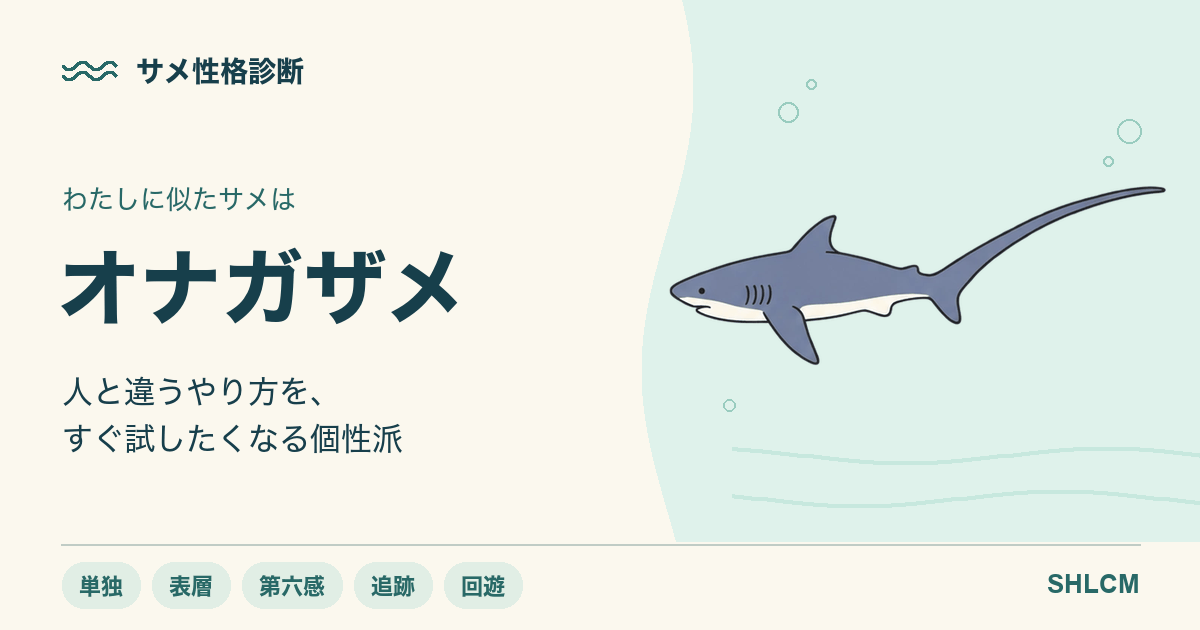 サメ性格診断
わたしに似たサメは
オナガザメ
人と違うやり方を、
すぐ試したくなる個性派
単独 表層 第六感 追跡 回遊
SHLCM